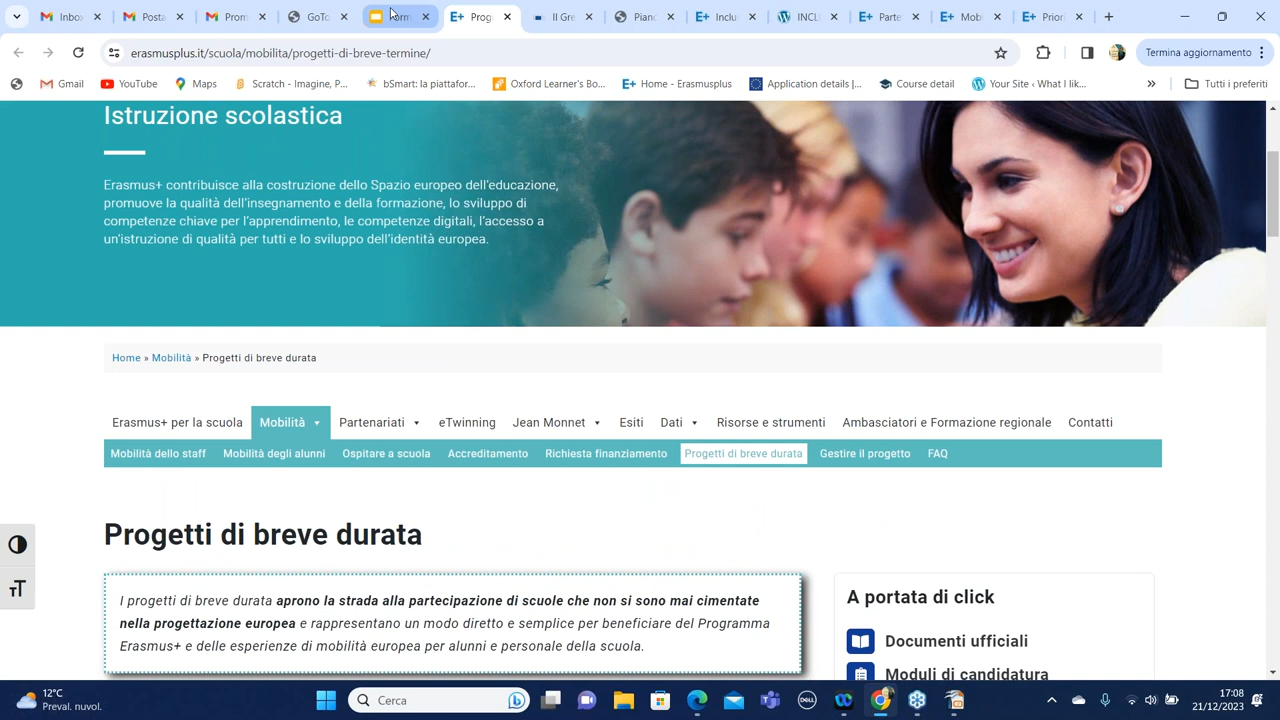 Inbox
Posta
Prom
GoTo
Form
Prog
Il Gre
Pianc
Inclu
INCL
Parte
Mobi
Prior
erasmusplus.it/scuola/mobilita/progetti-di-breve-termine/
Termina aggiornamento
Gmail
YouTube
Maps
Scratch - Imagine, P...
bSmart: la piattafor...
Oxford Learner's Bo...
Home - Erasmusplus
Application details |...
Course detail
Your Site ‹ What I lik...
»
Tutti i preferiti
Istruzione scolastica
Erasmus+ contribuisce alla costruzione dello Spazio europeo dell'educazione,
promuove la qualità dell'insegnamento e della formazione, lo sviluppo di
competenze chiave per l'apprendimento, le competenze digitali, l'accesso a
un'istruzione di qualità per tutti e lo sviluppo dell'identità europea.
Home » Mobilità » Progetti di breve durata
Erasmus+ per la scuola Mobilità Partenariati eTwinning Jean Monnet Esiti Dati Risorse e strumenti Ambasciatori e Formazione regionale Contatti
Mobilità dello staff Mobilità degli alunni Ospitare a scuola Accreditamento Richiesta finanziamento Progetti di breve durata Gestire il progetto FAQ
Progetti di breve durata
I progetti di breve durata aprono la strada alla partecipazione di scuole che non si sono mai cimentate
nella progettazione europea e rappresentano un modo diretto e semplice per beneficiare del Programma
Erasmus+ e delle esperienze di mobilità europea per alunni e personale della scuola.
A portata di click
Documenti ufficiali
Moduli di candidatura
12°C
Preval. nuvol.
Cerca
17:08
21/12/2023